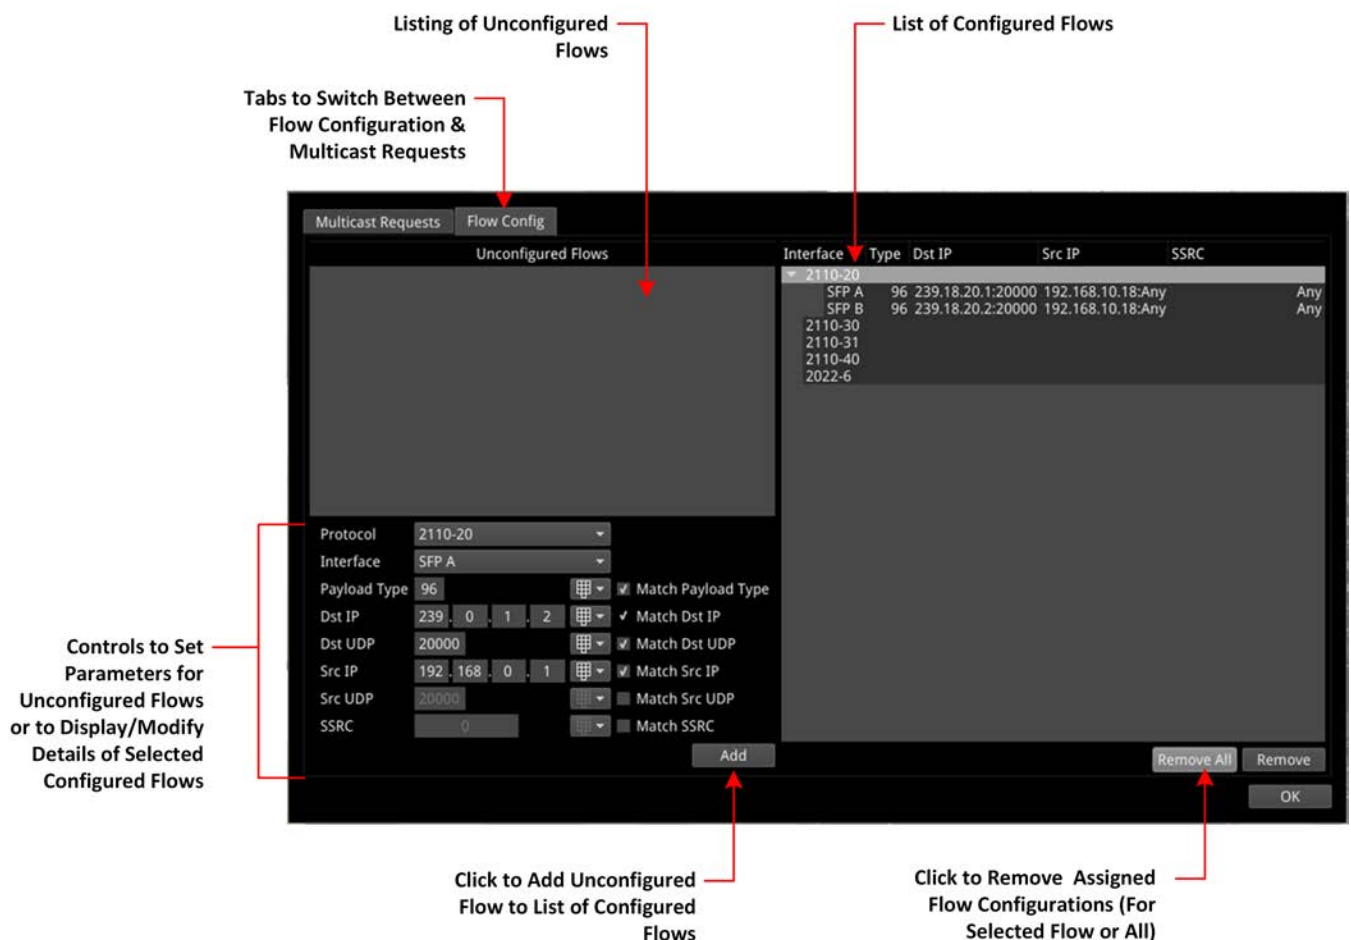 Listing of Unconfigured
Flows
List of Configured Flows
Tabs to Switch Between
Flow Configuration &
Multicast Requests
Multicast Requests Flow Config
Unconfigured Flows
Interface Type Dst IP Src IP SSRC
2110-20
SFP A 96 239.18.20.1:20000 192.168.10.18:Any Any
SFP B 96 239.18.20.2:20000 192.168.10.18:Any Any
2110-30
2110-31
2110-40
2022-6
Protocol 2110-20
Interface SFP A
Payload Type 96 Match Payload Type
Dst IP 239 . 0 . 1 . 2 Match Dst IP
Dst UDP 20000 Match Dst UDP
Src IP 192 . 168 . 0 . 1 Match Src IP
Src UDP 20000 Match Src UDP
SSRC 0 Match SSRC
Add
Remove All Remove
OK
Controls to Set
Parameters for
Unconfigured Flows
or to Display/Modify
Details of Selected
Configured Flows
Click to Add Unconfigured
Flow to List of Configured
Flows
Click to Remove Assigned
Flow Configurations (For
Selected Flow or All)